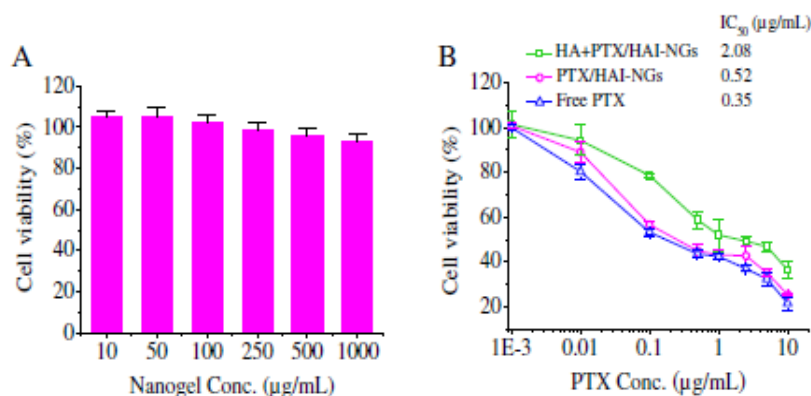 A
Cell viability (%)
120
100
80
60
40
20
0
10 50 100 250 500 1000
Nanogel Conc. (µg/mL)
B
IC50 (µg/mL)
HA+PTX/HAI-NGs 2.08
PTX/HAI-NGs 0.52
Free PTX 0.35
Cell viability (%)
120
100
80
60
40
20
1E-3 0.01 0.1 1 10
PTX Conc. (µg/mL)